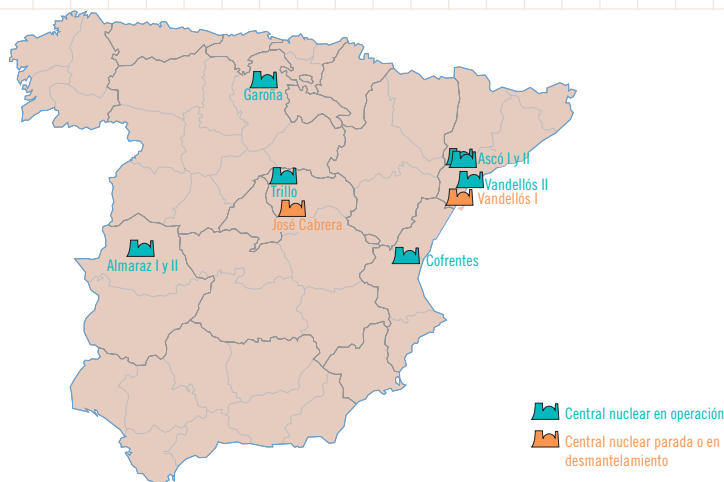 Garoña
Ascó I y II
Trillo
Vandellós II
Vandellós I
José Cabrera
Almaraz I y II
Cofrentes
Central nuclear en operación
Central nuclear parada o en
desmantelamiento